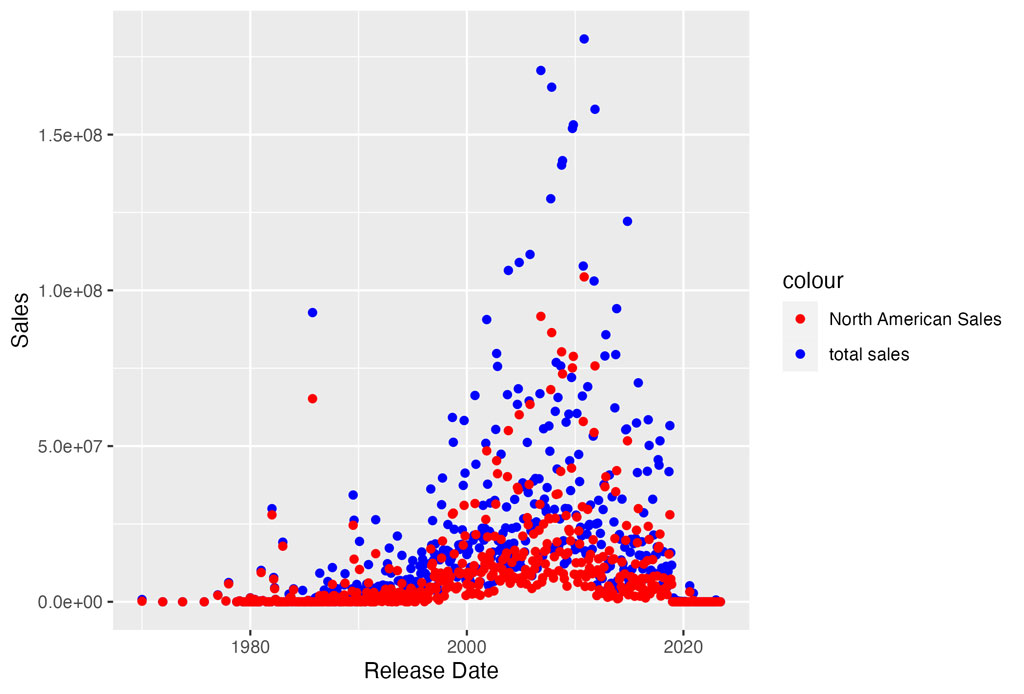 1.5e+08
1.0e+08
5.0e+07
0.0e+00
Sales
1980
2000
2020
Release Date
colour
North American Sales
total sales